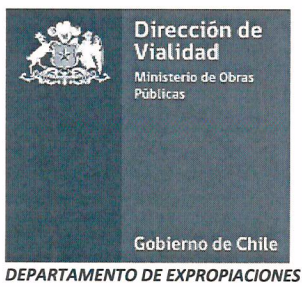 Dirección de
Vialidad
Ministerio de Obras
Públicas
Gobierno de Chile
DEPARTAMENTO DE EXPROPIACIONES